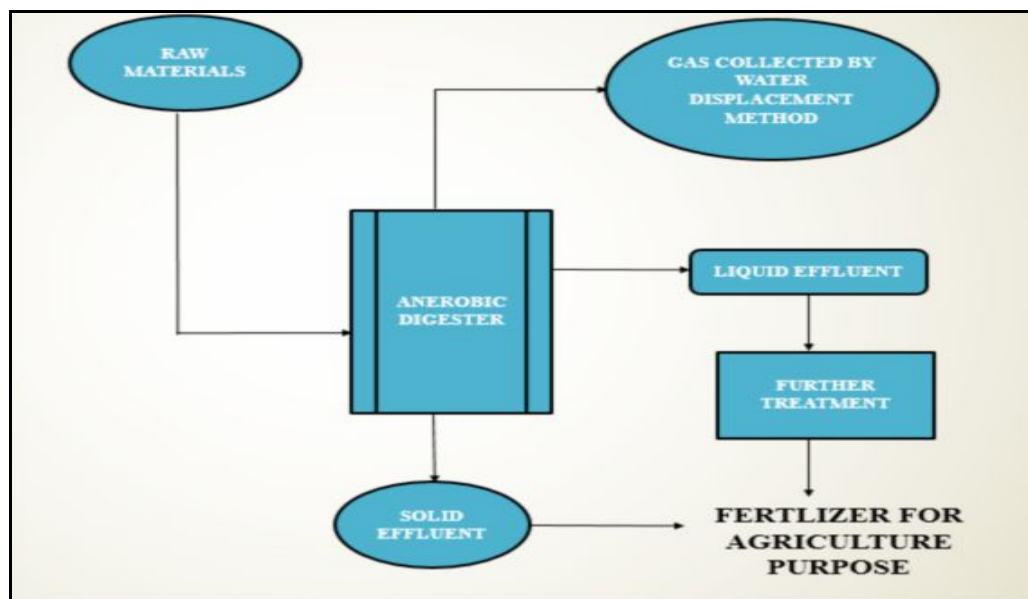 RAW
MATERIALS
GAS COLLECTED BY
WATER
DISPLACEMENT
METHOD
ANEROBIC
DIGESTER
LIQUID EFFLUENT
FURTHER
TREATMENT
SOLID
EFFLUENT
FERTLIZER FOR
AGRICULTURE
PURPOSE